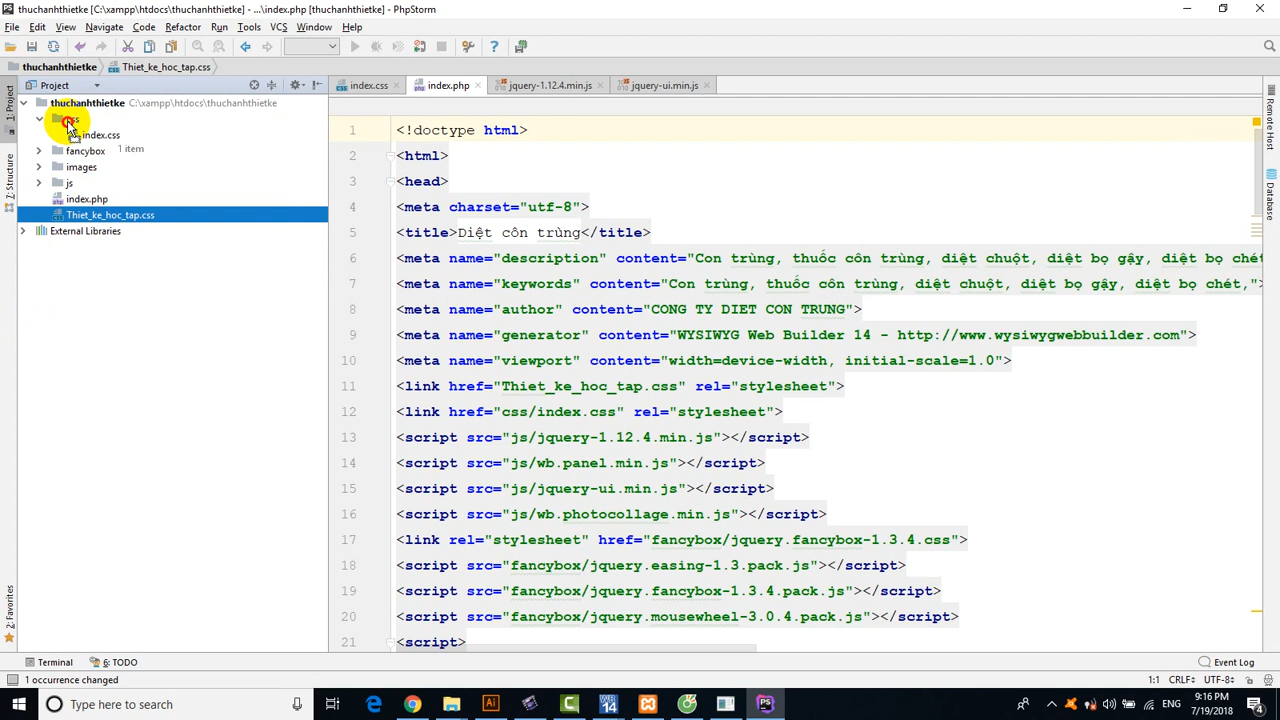 thuchanhthietke [C:\xampp\htdocs\thuchanhthietke] - ...\index.php [thuchanhthietke] - PhpStorm
File Edit View Navigate Code Refactor Run Tools VCS Window Help
thuchanhthietke Thiet_ke_hoc_tap.css
Project
index.css index.php jquery-1.12.4.min.js jquery-ui.min.js
1: Project
Z: Structure
2: Favorites
thuchanhthietke C:\xampp\htdocs\thuchanhthietke
index.css
fancybox
1 item
images
js
index.php
Thiet_ke_hoc_tap.css
External Libraries
1 <!doctype html>
2 <html>
3 <head>
4 <meta charset="utf-8">
5 <title>Diệt côn trùng</title>
6 <meta name="description" content="Con trùng, thuốc côn trùng, diệt chuột, diệt bọ gậy, diệt bọ chét
7 <meta name="keywords" content="Con trùng, thuốc côn trùng, diệt chuột, diệt bọ gậy, diệt bọ chét,">
8 <meta name="author" content="CONG TY DIET CON TRUNG">
9 <meta name="generator" content="WYSIWYG Web Builder 14 - http://www.wysiwygwebbuilder.com">
10 <meta name="viewport" content="width=device-width, initial-scale=1.0">
11 <link href="Thiet_ke_hoc_tap.css" rel="stylesheet">
12 <link href="css/index.css" rel="stylesheet">
13 <script src="js/jquery-1.12.4.min.js"></script>
14 <script src="js/wb.panel.min.js"></script>
15 <script src="js/jquery-ui.min.js"></script>
16 <script src="js/wb.photocollage.min.js"></script>
17 <link rel="stylesheet" href="fancybox/jquery.fancybox-1.3.4.css">
18 <script src="fancybox/jquery.easing-1.3.pack.js"></script>
19 <script src="fancybox/jquery.fancybox-1.3.4.pack.js"></script>
20 <script src="fancybox/jquery.mousewheel-3.0.4.pack.js"></script>
21 <script>
Remote Host
Database
Terminal 6: TODO Event Log
1 occurrence changed 1:1 CRLF UTF-8
Type here to search
WB
14
ENG
9:16 PM
7/19/2018